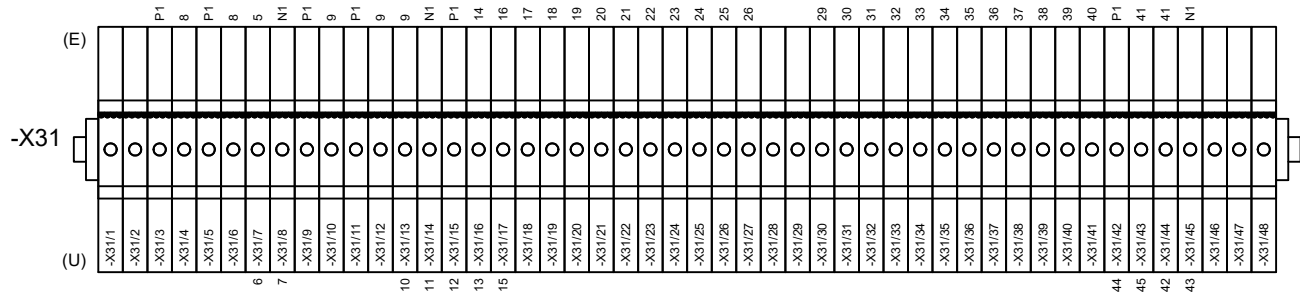 P1 8 P1 8 5 N1 P1 9 P1 9 9 N1 P1 14 16 17 18 19 20 21 22 23 24 25 26 29 30 31 32 33 34 35 36 37 38 39 40 P1 41 41 N1
(E)
-X31
(U)
-X31/1 -X31/2 -X31/3 -X31/4 -X31/5 -X31/6 -X31/7 -X31/8 -X31/9 -X31/10 -X31/11 -X31/12 -X31/13 -X31/14 -X31/15 -X31/16 -X31/17 -X31/18 -X31/19 -X31/20 -X31/21 -X31/22 -X31/23 -X31/24 -X31/24 -X31/26 -X31/27 -X31/28 -X31/29 -X31/30 -X31/31 -X31/32 -X31/33 -X31/34 -X31/35 -X31/36 -X31/37 -X31/38 -X31/39 -X31/40 -X31/41 -X31/42 -X31/43 -X31/44 -X31/45 -X31/46 -X31/47 -X31/48
6 7 10 11 12 13 15 44 45 42 43